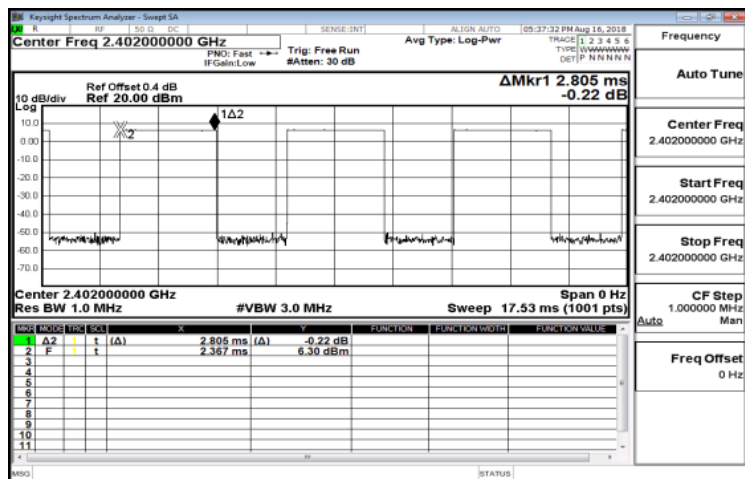 Keysight Spectrum Analyzer - Swept SA
R RF 50 Ω DC SENSE:INT ALIGN AUTO 05:37:32 PM Aug 16, 2018
Center Freq 2.402000000 GHz
PNO: Fast
IFGain:Low
Trig: Free Run
#Atten: 30 dB
Avg Type: Log-Pwr
TRACE 1 2 3 4 5 6
TYPE WWWWWW
DET P N N N N N
Frequency
Auto Tune
Center Freq
2.402000000 GHz
Start Freq
2.402000000 GHz
Stop Freq
2.402000000 GHz
CF Step
1.000000 MHz
Auto Man
Freq Offset
0 Hz
ΔMkr1 2.805 ms
-0.22 dB
Ref Offset 0.4 dB
10 dB/div Ref 20.00 dBm
Log
10.0
0.00
-10.0
-20.0
-30.0
-40.0
-50.0
-60.0
-70.0
1Δ2
2
Center 2.402000000 GHz Span 0 Hz
Res BW 1.0 MHz #VBW 3.0 MHz Sweep 17.53 ms (1001 pts)
MKR MODE TRC SCL X Y FUNCTION FUNCTION WIDTH FUNCTION VALUE
1 Δ2 1 t (Δ) 2.805 ms (Δ) -0.22 dB
2 F 1 t 2.367 ms 6.30 dBm
3
4
5
6
7
8
9
10
11
MSG STATUS